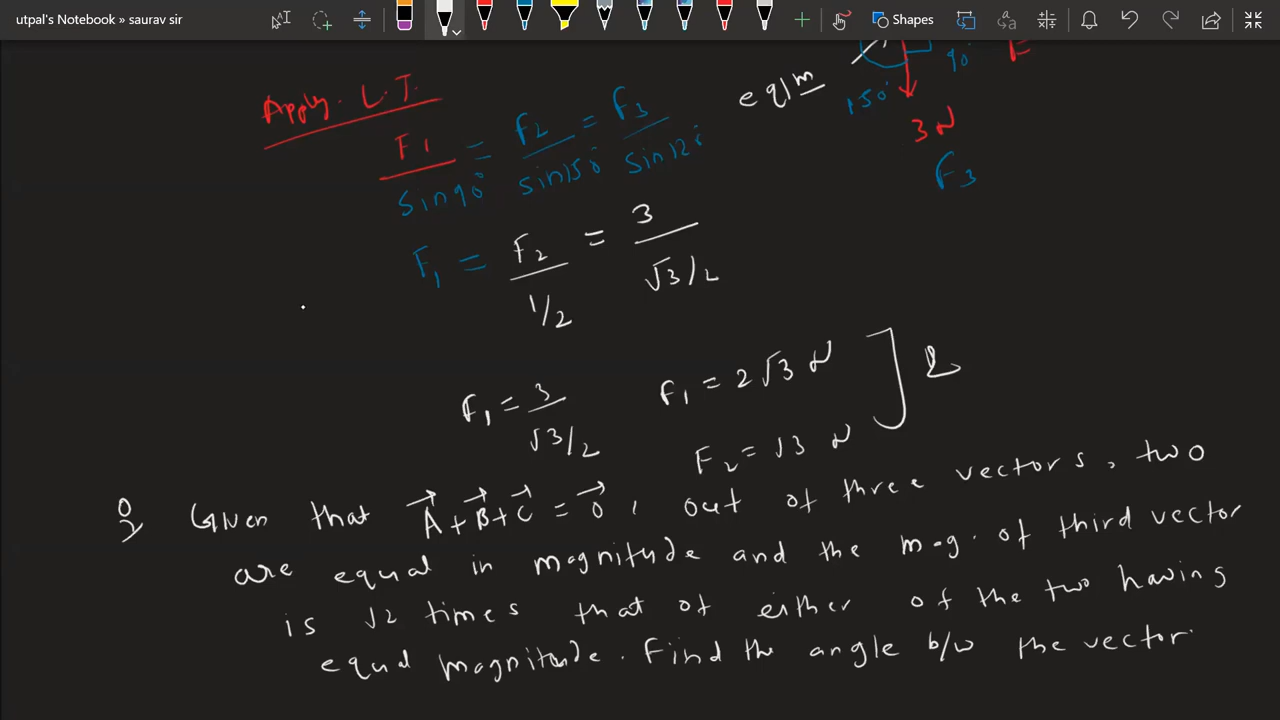 utpal's Notebook » saurav sir
Shapes
Apply. L.T.
F1/sin90° = F2/sin150° = F3/sin120°
eq/m
150°
90°
F
3 N
F3
F1 = F2/1/2 = 3/√3/2
F1 = 3/√3/2
F1 = 2√3 N
F2 = √3 N
Q Given that A⃗ + B⃗ + C⃗ = 0⃗, out of three vectors, two
are equal in magnitude and the mag. of third vector
is √2 times that of either of the two having
equal magnitude. Find the angle b/w the vector